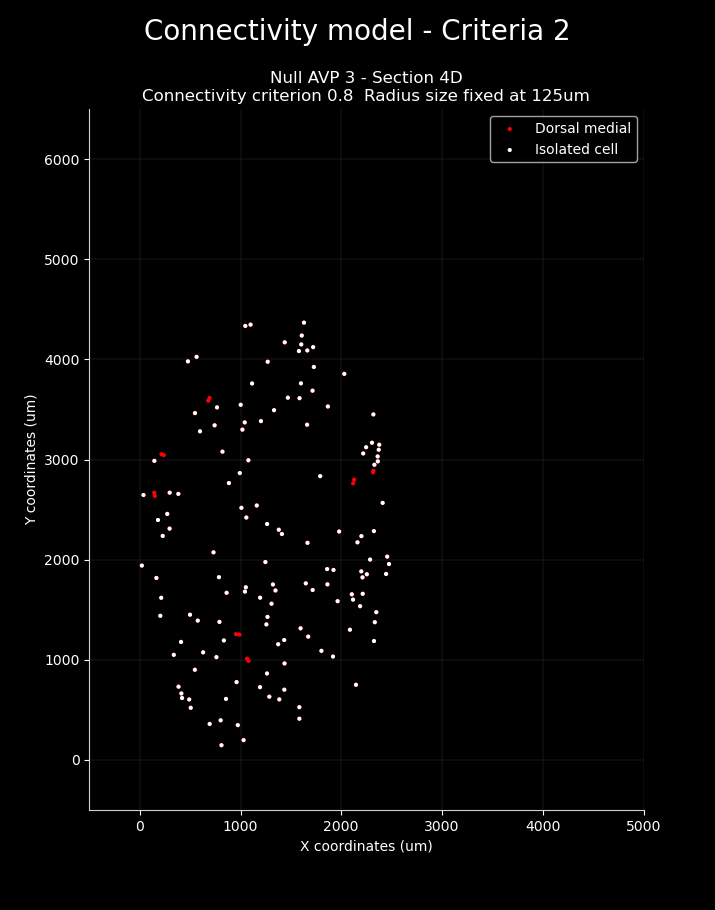 Connectivity model - Criteria 2
Null AVP 3 - Section 4D
Connectivity criterion 0.8  Radius size fixed at 125um
Dorsal medial
Isolated cell
6000
5000
4000
3000
2000
1000
0
Y coordinates (um)
0 1000 2000 3000 4000 5000
X coordinates (um)